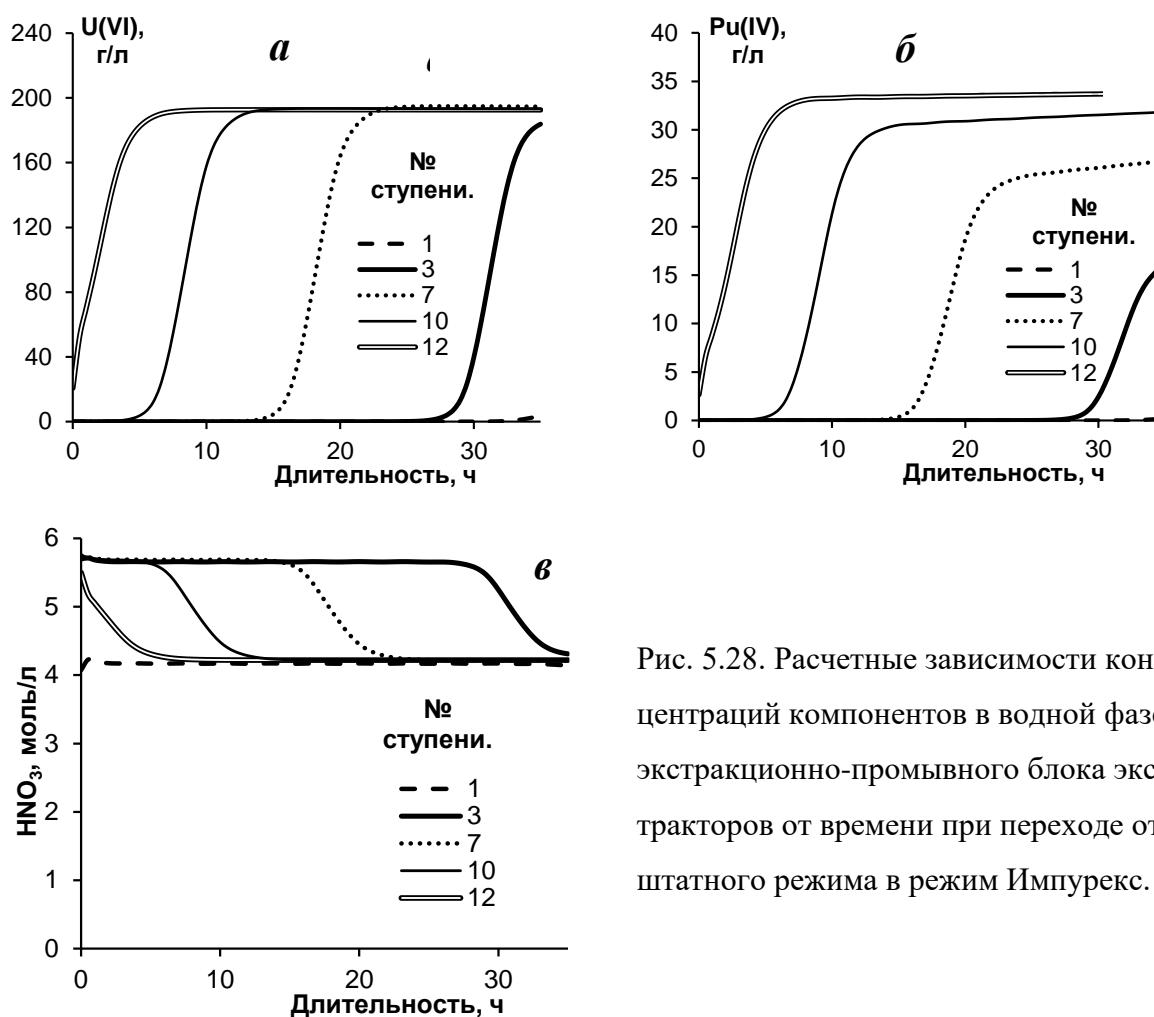 U(VI),
г/л
а
240
200
160
120
80
40
0
0
10
20
30
Длительность, ч
№
ступени.
1
3
7
10
12
Pu(IV),
г/л
б
40
35
30
25
20
15
10
5
0
0
10
20
30
Длительность, ч
№
ступени.
1
3
7
10
12
в
HNO3, моль/л
6
5
4
3
2
1
0
0
10
20
30
Длительность, ч
№
ступени.
1
3
7
10
12
Рис. 5.28. Расчетные зависимости кон
центраций компонентов в водной фазе
экстракционно-промывного блока экс
тракторов от времени при переходе от
штатного режима в режим Импурекс.